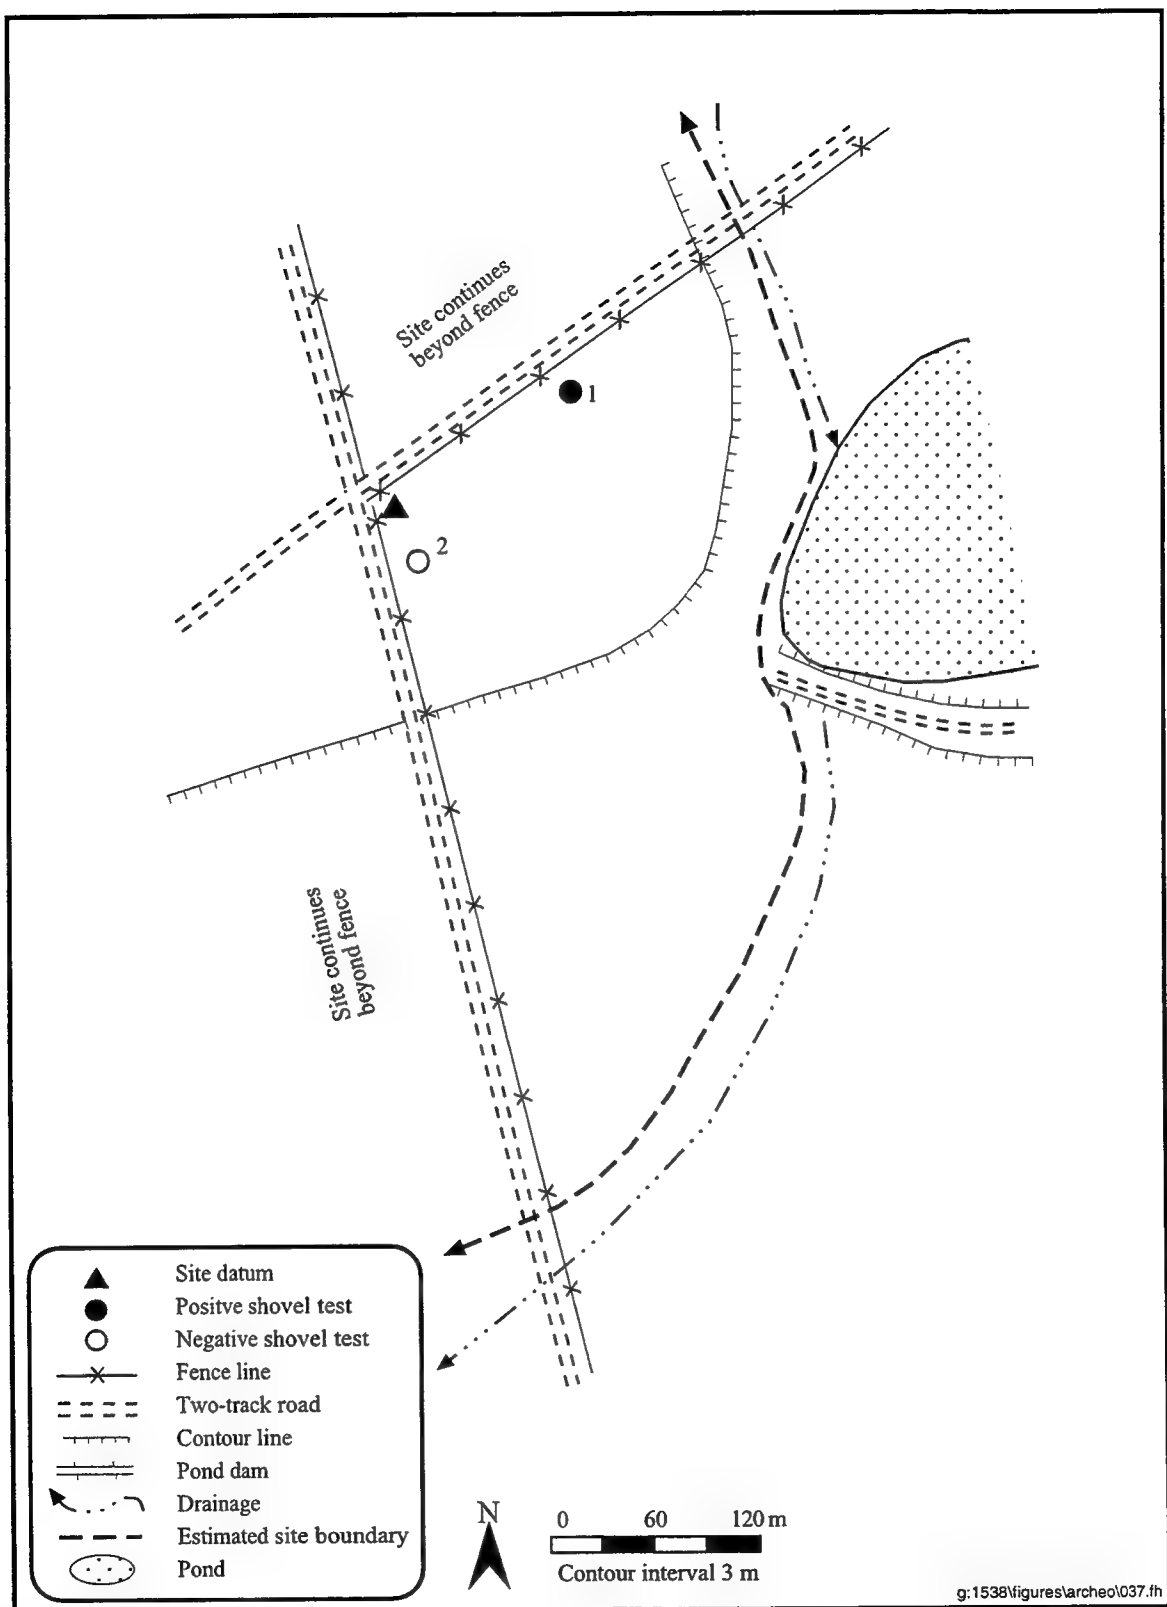 Site continues
beyond fence
1
2
Site continues
beyond fence
Site datum
Positve shovel test
Negative shovel test
Fence line
Two-track road
Contour line
Pond dam
Drainage
Estimated site boundary
Pond
N
0 60 120 m
Contour interval 3 m
g:1538\figures\archeo\037.fh